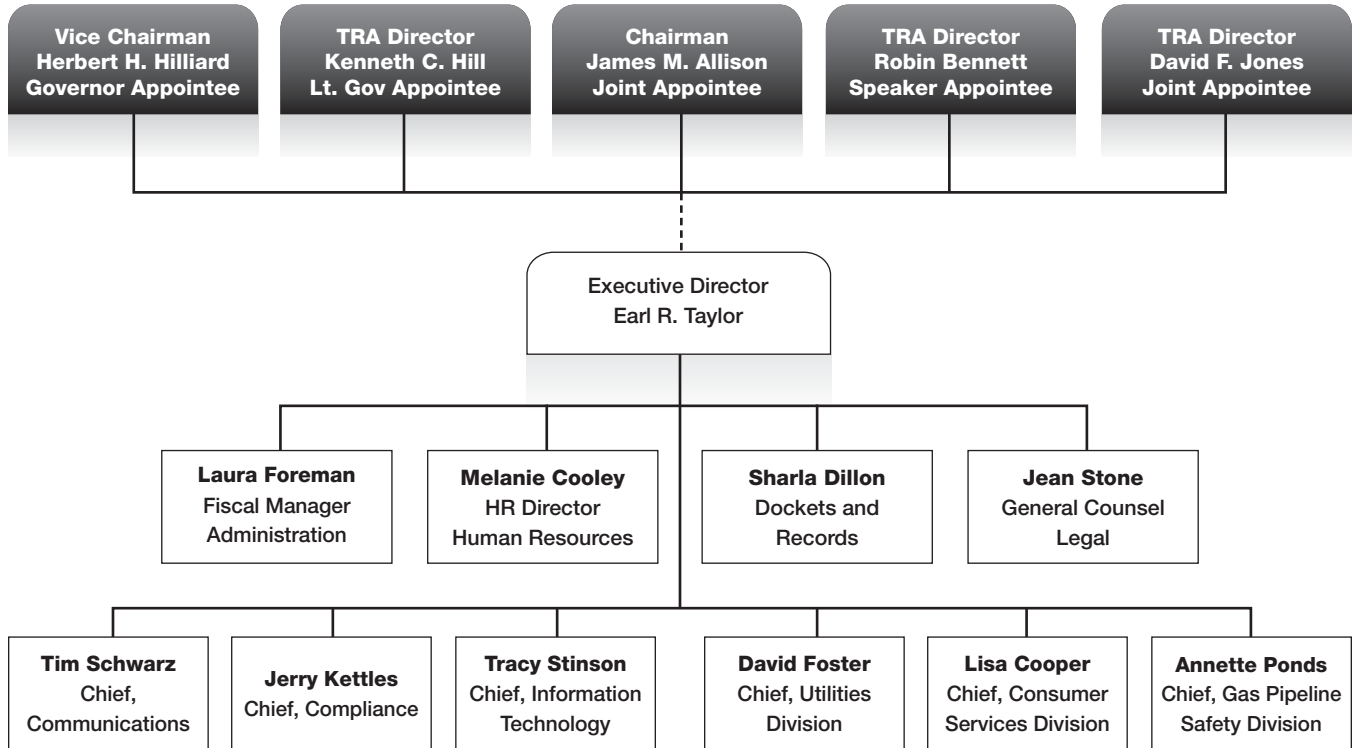 Vice Chairman
Herbert H. Hilliard
Governor Appointee
TRA Director
Kenneth C. Hill
Lt. Gov Appointee
Chairman
James M. Allison
Joint Appointee
TRA Director
Robin Bennett
Speaker Appointee
TRA Director
David F. Jones
Joint Appointee
Executive Director
Earl R. Taylor
Laura Foreman
Fiscal Manager
Administration
Melanie Cooley
HR Director
Human Resources
Sharla Dillon
Dockets and
Records
Jean Stone
General Counsel
Legal
Tim Schwarz
Chief,
Communications
Jerry Kettles
Chief, Compliance
Tracy Stinson
Chief, Information
Technology
David Foster
Chief, Utilities
Division
Lisa Cooper
Chief, Consumer
Services Division
Annette Ponds
Chief, Gas Pipeline
Safety Division